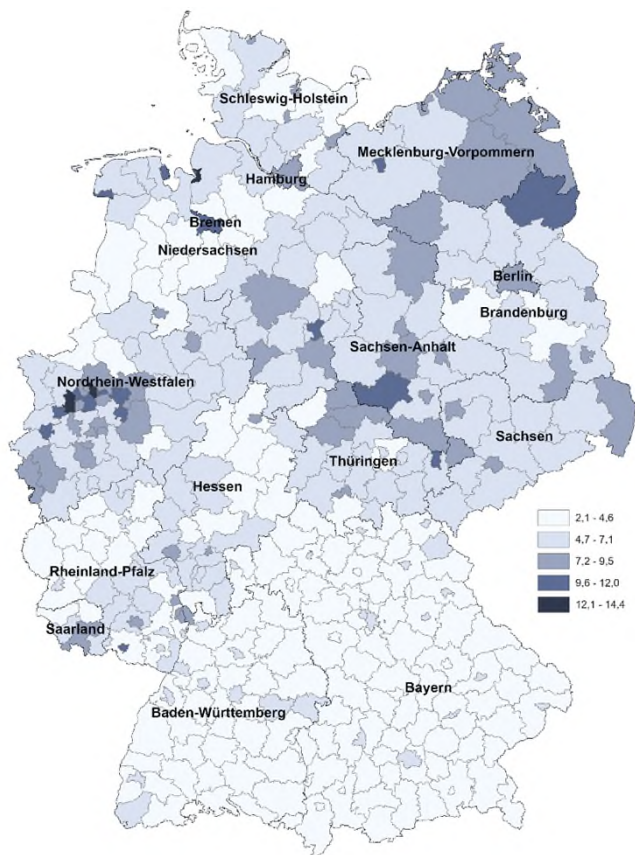 Schleswig-Holstein
Mecklenburg-Vorpommern
Hamburg
Bremen
Niedersachsen
Berlin
Brandenburg
Sachsen-Anhalt
Nordrhein-Westfalen
Sachsen
Thüringen
Hessen
2,1 - 4,6
4,7 - 7,1
7,2 - 9,5
9,6 - 12,0
12,1 - 14,4
Rheinland-Pfalz
Saarland
Bayern
Baden-Württemberg